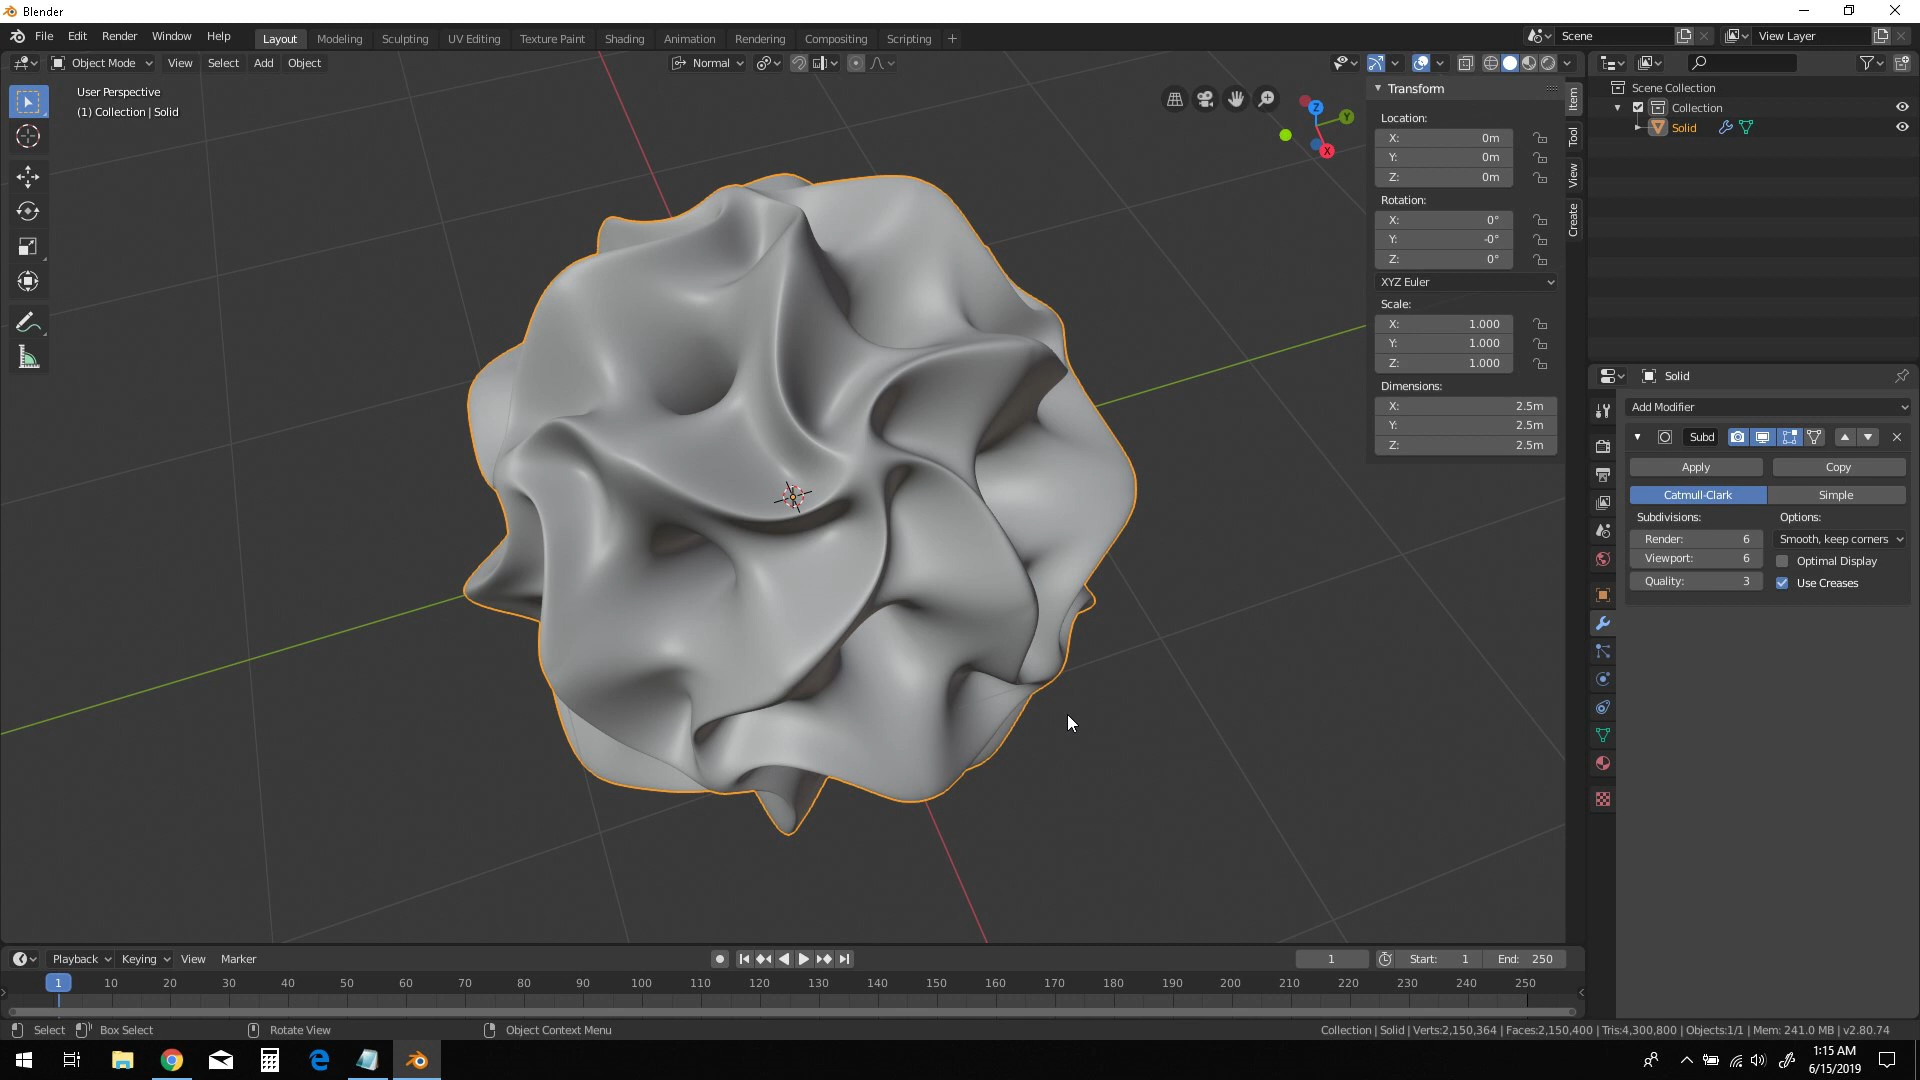 Blender
File Edit Render Window Help
Layout Modeling Sculpting UV Editing Texture Paint Shading Animation Rendering Compositing Scripting +
Scene
View Layer
Object Mode View Select Add Object
Normal
User Perspective
(1) Collection | Solid
Z
Y
X
Transform
Location:
X: 0m
Y: 0m
Z: 0m
Rotation:
X: 0°
Y: -0°
Z: 0°
XYZ Euler
Scale:
X: 1.000
Y: 1.000
Z: 1.000
Dimensions:
X: 2.5m
Y: 2.5m
Z: 2.5m
Item
Tool
View
Create
Scene Collection
Collection
Solid
Solid
Add Modifier
Subd
Apply Copy
Catmull-Clark Simple
Subdivisions: Options:
Render: 6 Smooth, keep corners
Viewport: 6 Optimal Display
Quality: 3 Use Creases
Playback Keying View Marker
1 Start: 1 End: 250
1 10 20 30 40 50 60 70 80 90 100 110 120 130 140 150 160 170 180 190 200 210 220 230 240 250
Select Box Select Rotate View Object Context Menu
Collection | Solid | Verts:2,150,364 | Faces:2,150,400 | Tris:4,300,800 | Objects:1/1 | Mem: 241.0 MB | v2.80.74
1:15 AM
6/15/2019